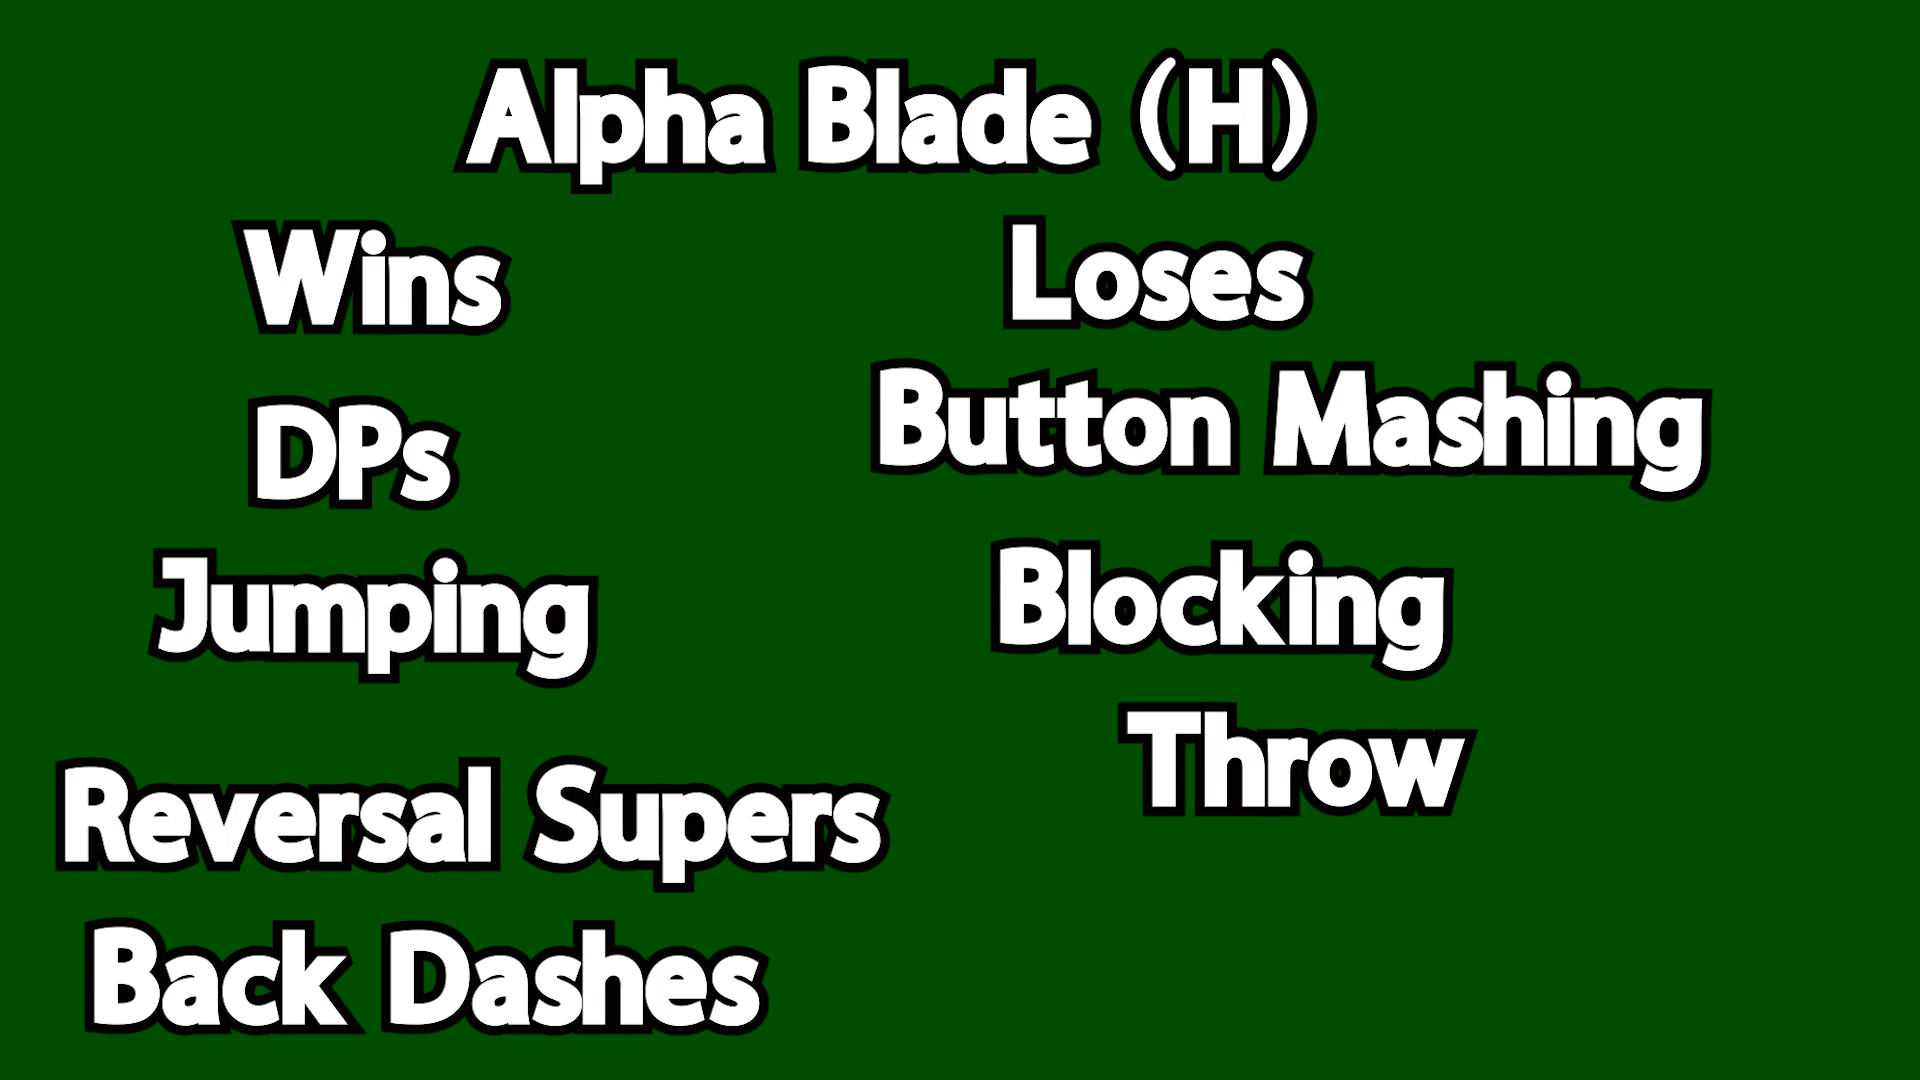 Alpha Blade (H)
Wins
DPs
Jumping
Reversal Supers
Back Dashes
Loses
Button Mashing
Blocking
Throw